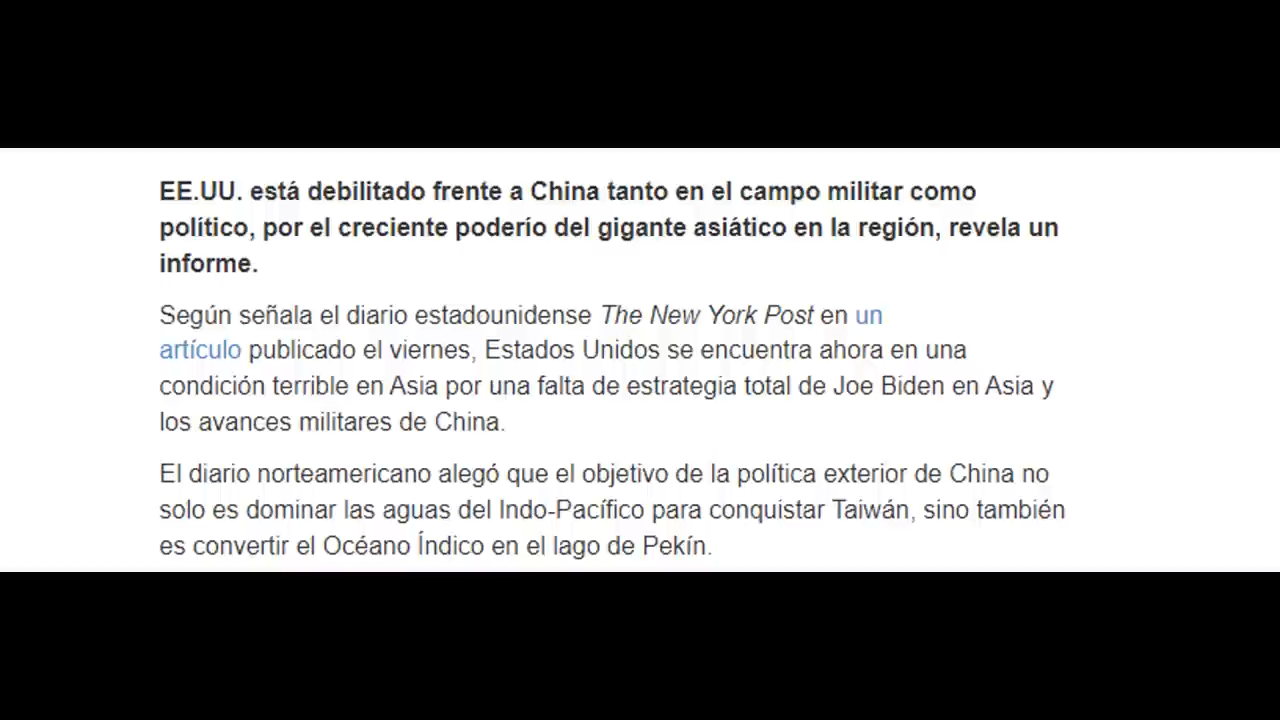 EE.UU. está debilitado frente a China tanto en el campo militar como
político, por el creciente poderío del gigante asiático en la región, revela un
informe.
Según señala el diario estadounidense The New York Post en un
artículo publicado el viernes, Estados Unidos se encuentra ahora en una
condición terrible en Asia por una falta de estrategia total de Joe Biden en Asia y
los avances militares de China.
El diario norteamericano alegó que el objetivo de la política exterior de China no
solo es dominar las aguas del Indo-Pacífico para conquistar Taiwán, sino también
es convertir el Océano Índico en el lago de Pekín.